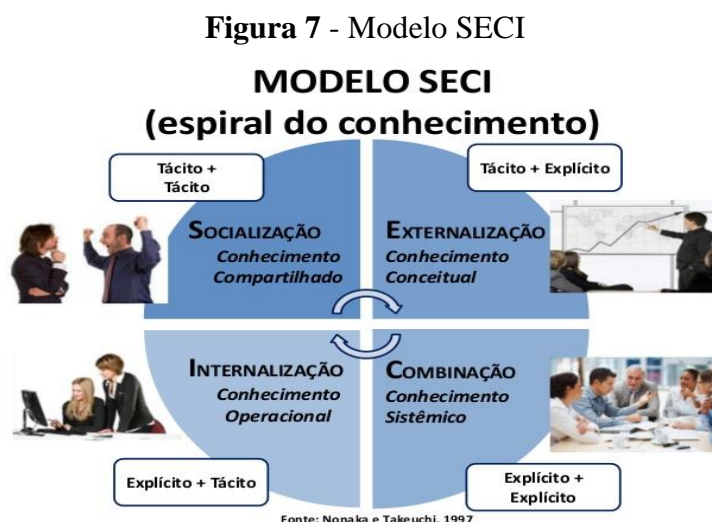 Figura 7 - Modelo SECI
MODELO SECI
(espiral do conhecimento)
Tácito +
Tácito
Tácito + Explícito
SOCIALIZAÇÃO
Conhecimento
Compartilhado
EXTERNALIZAÇÃO
Conhecimento
Conceitual
INTERNALIZAÇÃO
Conhecimento
Operacional
COMBINAÇÃO
Conhecimento
Sistêmico
Explícito + Tácito
Explícito +
Explícito
Fonte: Nonaka e Takeuchi, 1997